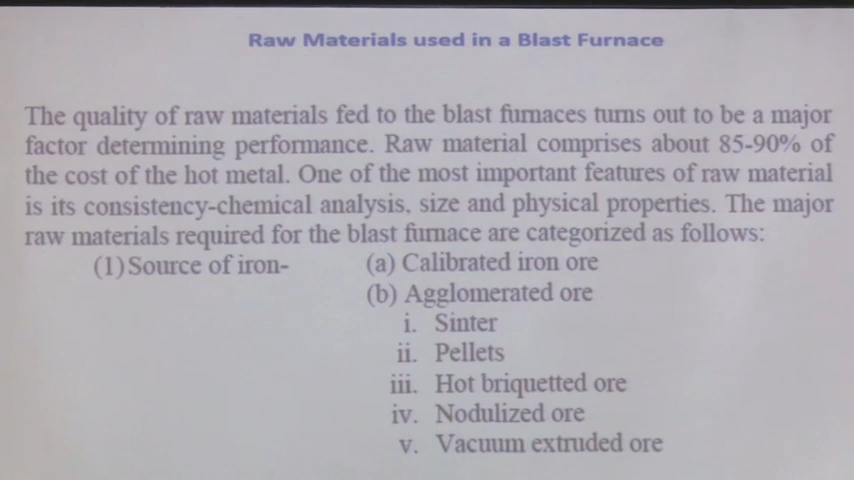 Raw Materials used in a Blast Furnace
The quality of raw materials fed to the blast furnaces turns out to be a major
factor determining performance. Raw material comprises about 85-90% of
the cost of the hot metal. One of the most important features of raw material
is its consistency-chemical analysis, size and physical properties. The major
raw materials required for the blast furnace are categorized as follows:
(1) Source of iron- (a) Calibrated iron ore
(b) Agglomerated ore
i. Sinter
ii. Pellets
iii. Hot briquetted ore
iv. Nodulized ore
v. Vacuum extruded ore